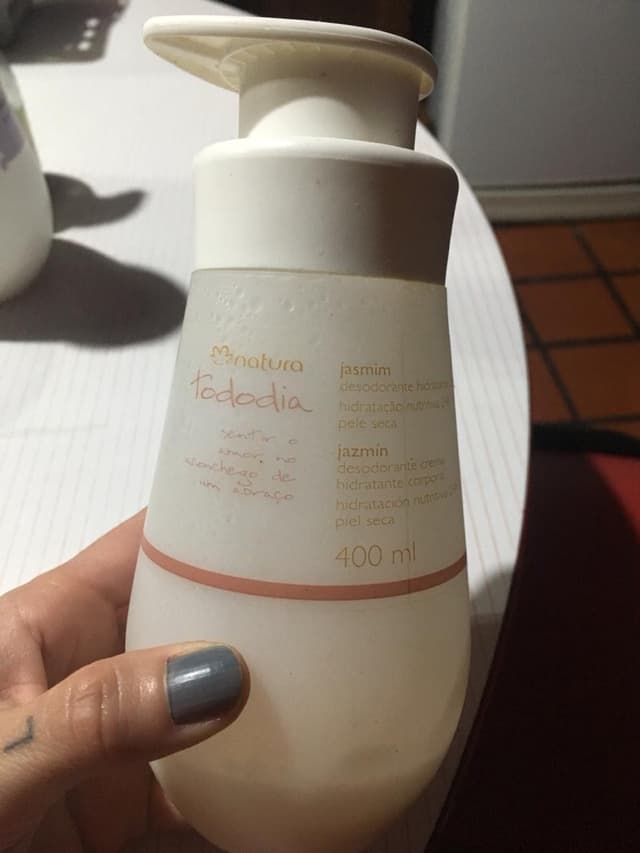 natura
tododia
sentir o
amor no
aconchego de
um abraço
jasmim
desodorante hidratante
hidratação nutritiva
pele seca
jazmín
desodorante crema
hidratante corporal
hidratación nutritiva
piel seca
400 ml